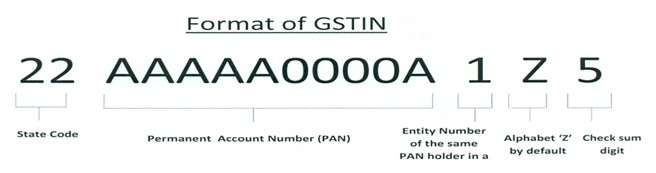 Format of GSTIN
22 AAAAA0000A 1 Z 5
State Code
Permanent Account Number (PAN)
Entity Number
of the same
PAN holder in a
Alphabet ‘Z’
by default
Check sum
digit